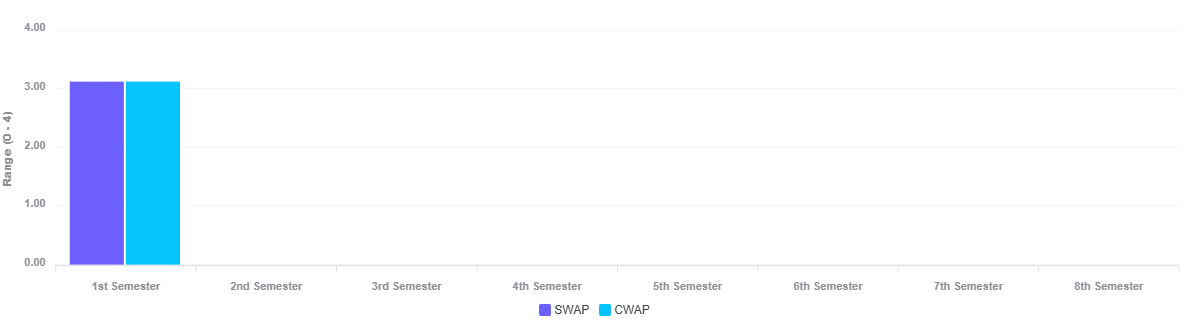 4.00
3.00
2.00
1.00
0.00
Range (0 - 4)
1st Semester
2nd Semester
3rd Semester
4th Semester
5th Semester
6th Semester
7th Semester
8th Semester
SWAP
CWAP